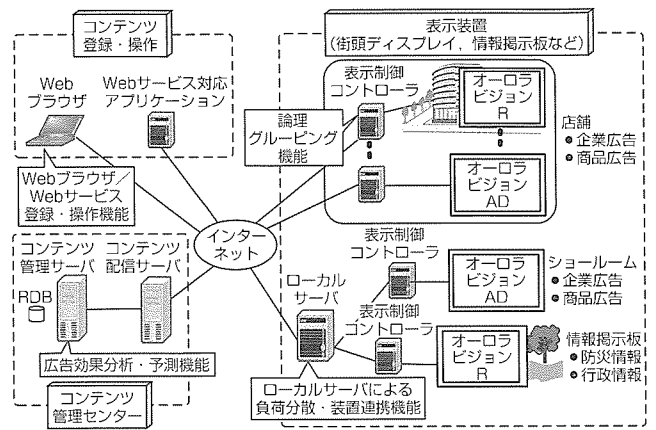 コンテンツ
登録・操作
Web
ブラウザ
Webサービス対応
アプリケーション
Webブラウザ/
Webサービス
登録・操作機能
コンテンツ
管理サーバ
コンテンツ
配信サーバ
RDB
広告効果分析・予測機能
コンテンツ
管理センター
インター
ネット
表示装置
(街頭ディスプレイ,情報掲示板など)
表示制御
コントローラ
論理
グルーピング
機能
オーロラ
ビジョン
R
オーロラ
ビジョン
AD
店舗
●企業広告
●商品広告
表示制御
コントローラ
オーロラ
ビジョン
AD
ショールーム
●企業広告
●商品広告
ローカル
サーバ
表示制御
コントローラ
オーロラ
ビジョン
R
情報掲示板
●防災情報
●行政情報
ローカルサーバによる
負荷分散・装置連携機能